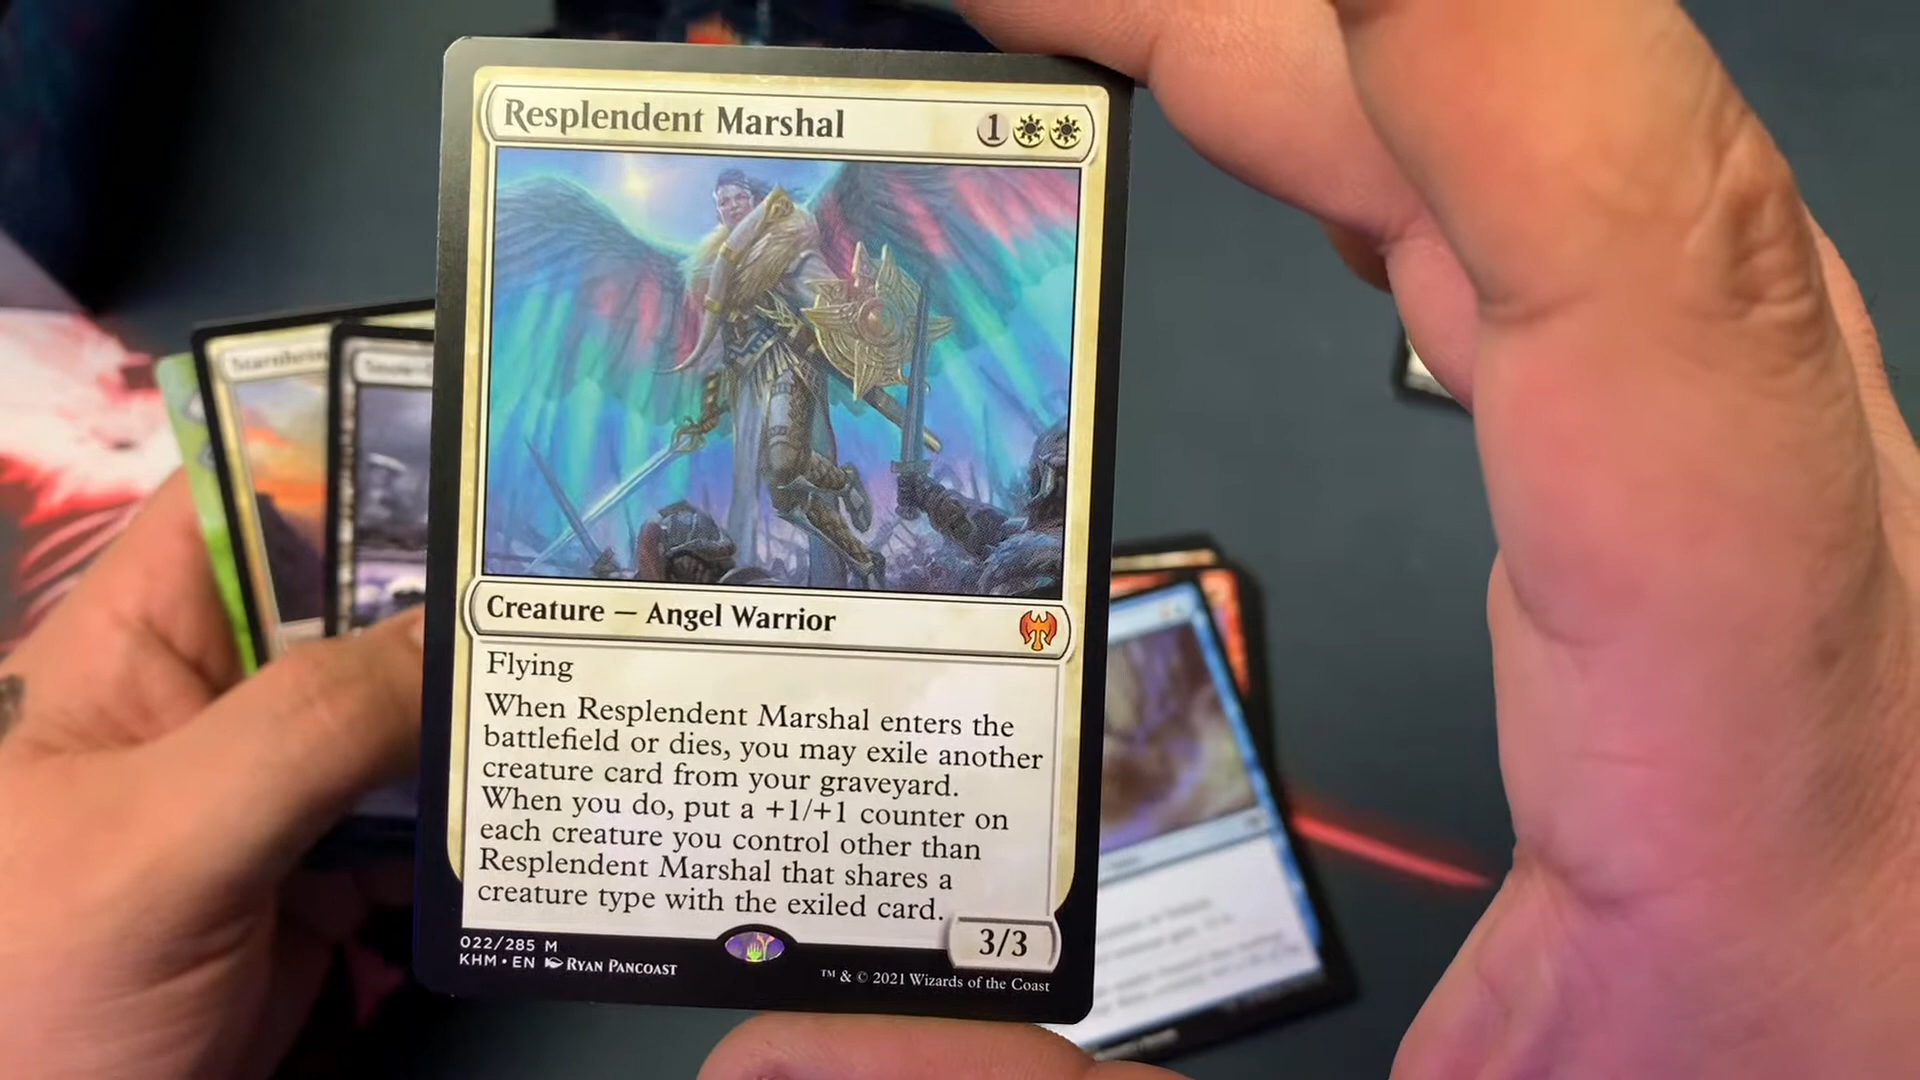 Resplendent Marshal 1
Creature — Angel Warrior
Flying
When Resplendent Marshal enters the
battlefield or dies, you may exile another
creature card from your graveyard.
When you do, put a +1/+1 counter on
each creature you control other than
Resplendent Marshal that shares a
creature type with the exiled card.
3/3
022/285 M
KHM • EN Ryan Pancoast
™ & © 2021 Wizards of the Coast